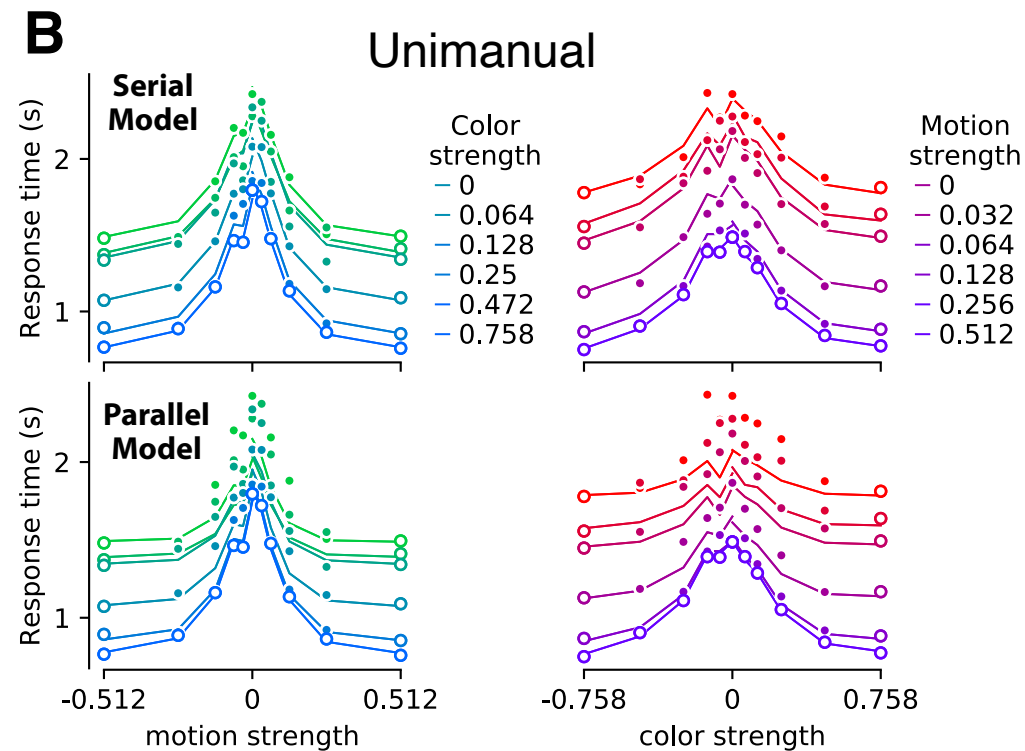 B
Unimanual
Serial
Model
Response time (s)
2
1
Color
strength
0
0.064
0.128
0.25
0.472
0.758
Motion
strength
0
0.032
0.064
0.128
0.256
0.512
Parallel
Model
Response time (s)
2
1
-0.512
0
0.512
motion strength
-0.758
0
0.758
color strength